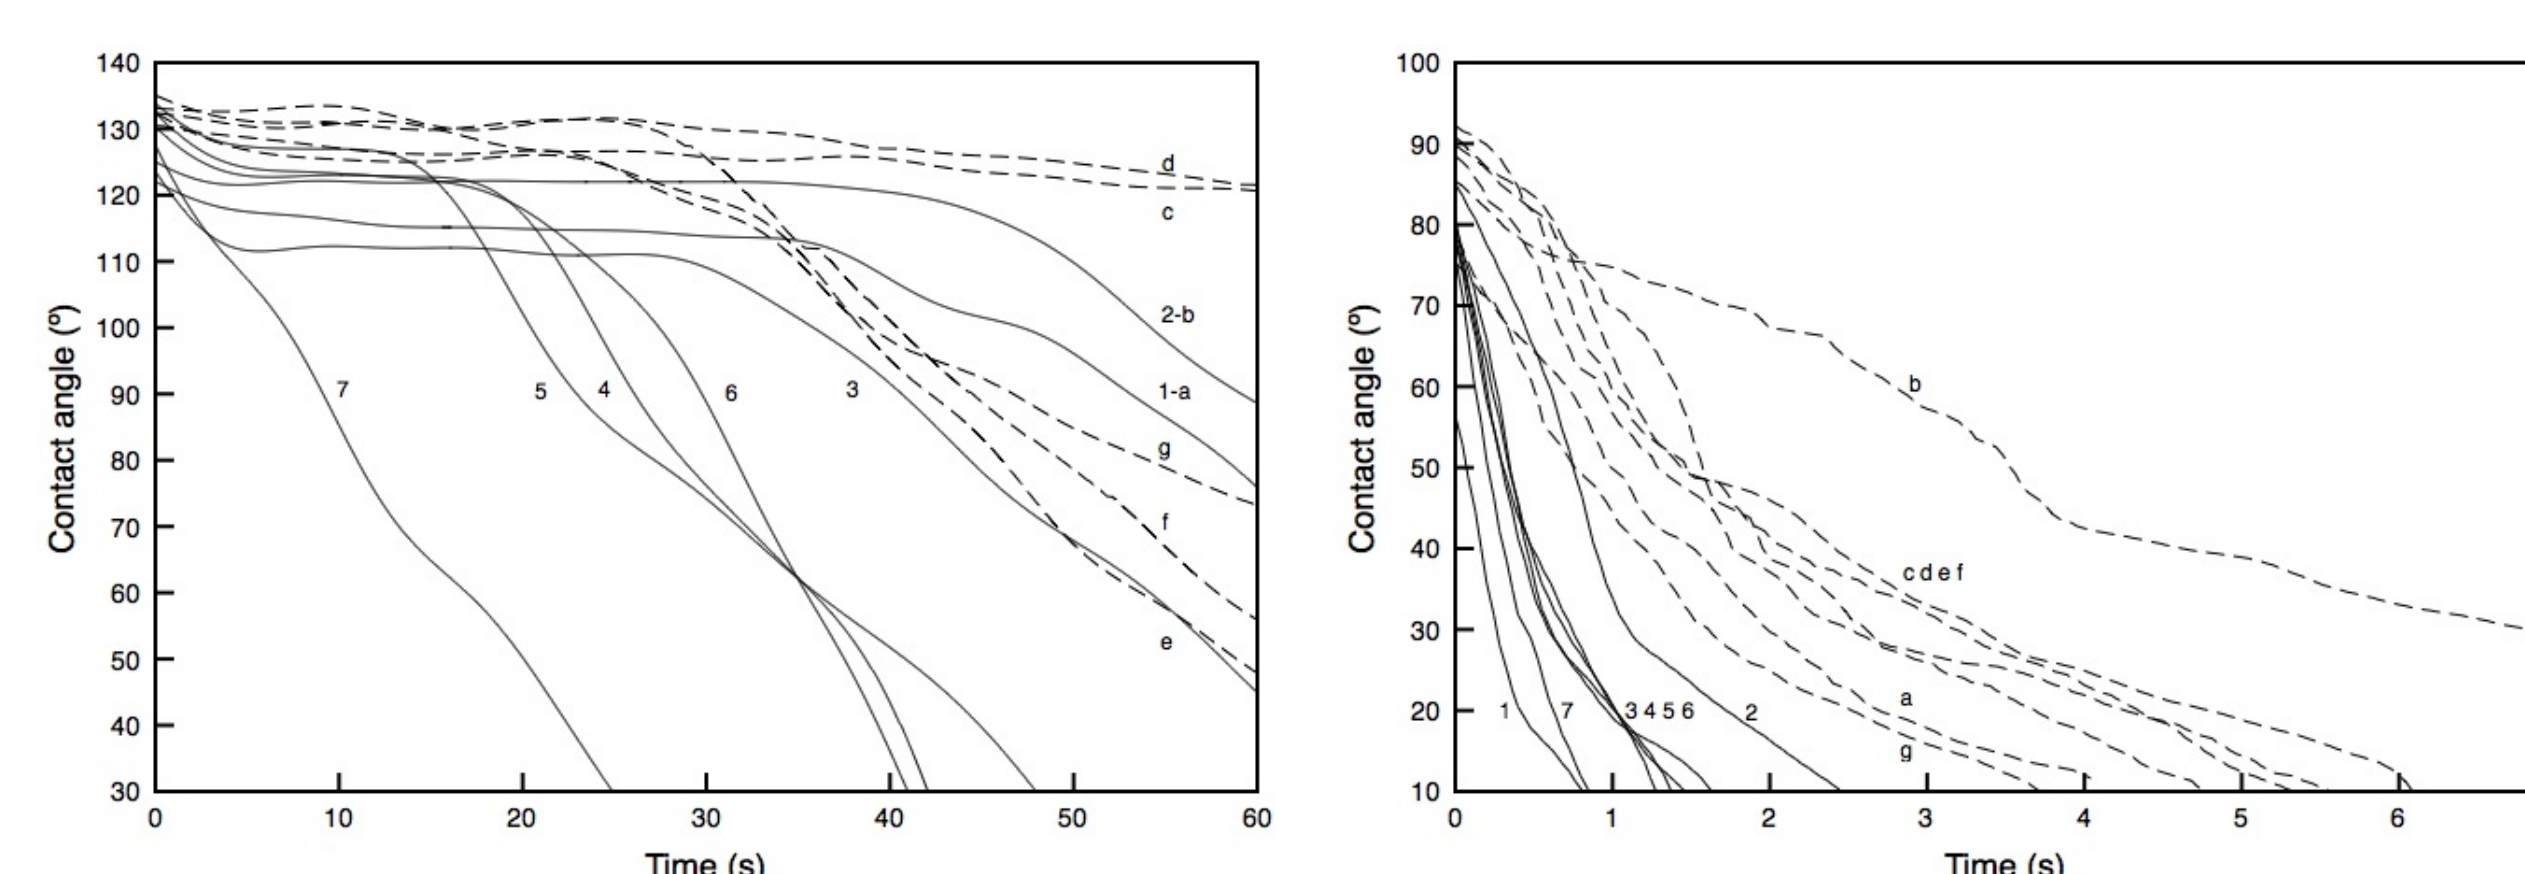 140
130
120
110
100
90
80
70
60
50
40
30
Contact angle (º)
0 10 20 30 40 50 60
Time (s)
7
5
4
6
3
d
c
2-b
1-a
g
f
e
100
90
80
70
60
50
40
30
20
10
Contact angle (º)
0 1 2 3 4 5 6
Time (s)
b
c d e f
a
g
1
7
3 4 5 6
2